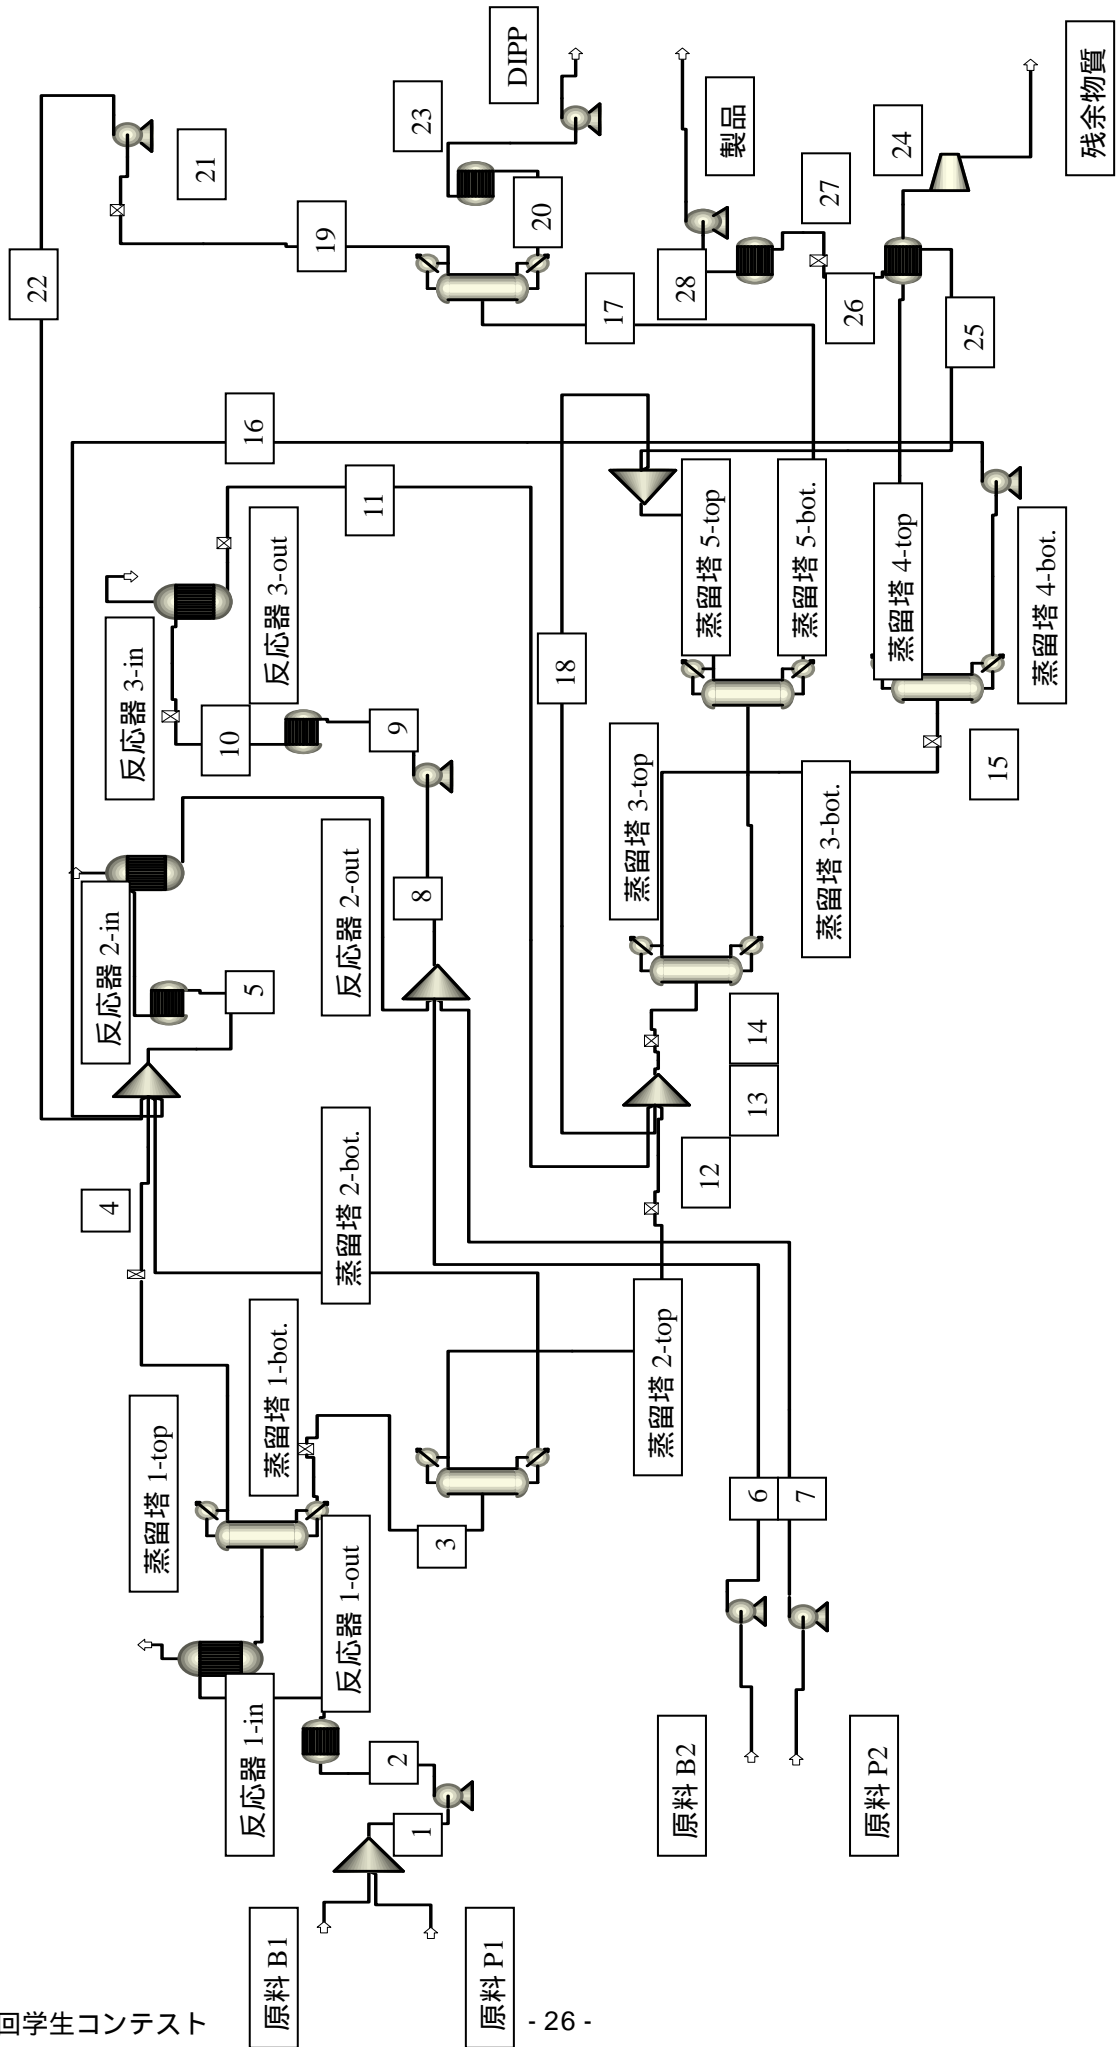 22
21
19
DIPP
23
20
製品
28
27
26
17
24
残余物質
25
16
11
反応器 3-in
反応器 3-out
10
9
18
蒸留塔 5-top
蒸留塔 5-bot.
蒸留塔 4-top
蒸留塔 4-bot.
15
反応器 2-in
5
反応器 2-out
8
蒸留塔 3-top
蒸留塔 3-bot.
14
13
12
4
蒸留塔 2-bot.
蒸留塔 2-top
蒸留塔 1-top
蒸留塔 1-bot.
3
反応器 1-in
反応器 1-out
2
1
6
7
原料 B1
原料 P1
原料 B2
原料 P2
回学生コンテスト
- 26 -